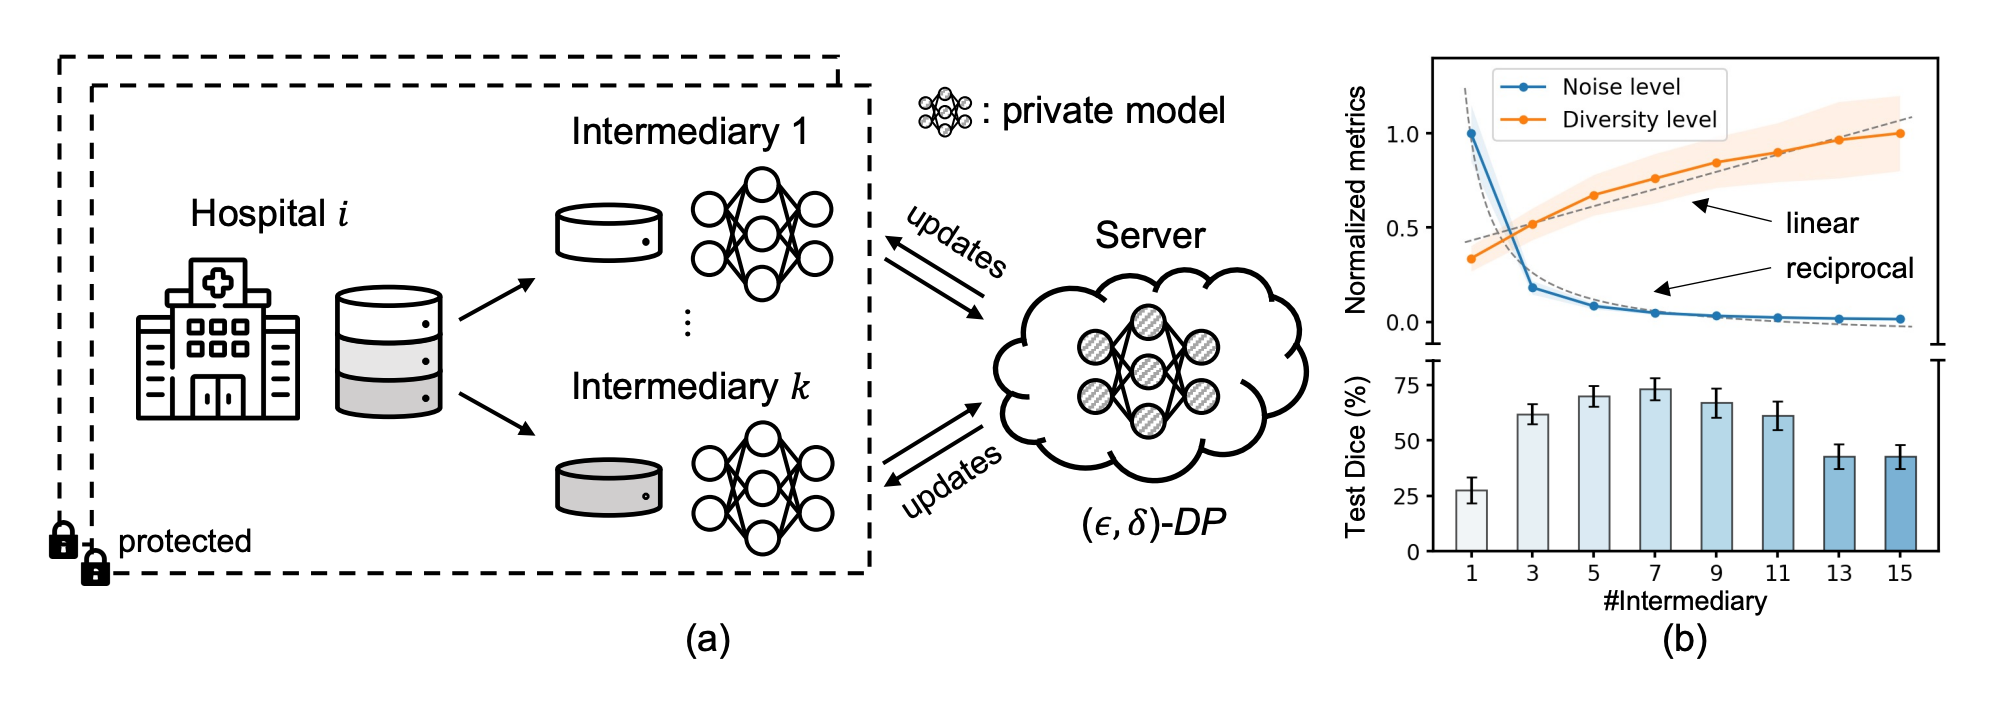 Hospital i
protected
Intermediary 1
⋮
Intermediary k
: private model
updates
updates
Server
(ϵ, δ)-DP
(a)
Normalized metrics
1.0
0.5
0.0
Noise level
Diversity level
linear
reciprocal
Test Dice (%)
75
50
25
0
1 3 5 7 9 11 13 15
#Intermediary
(b)